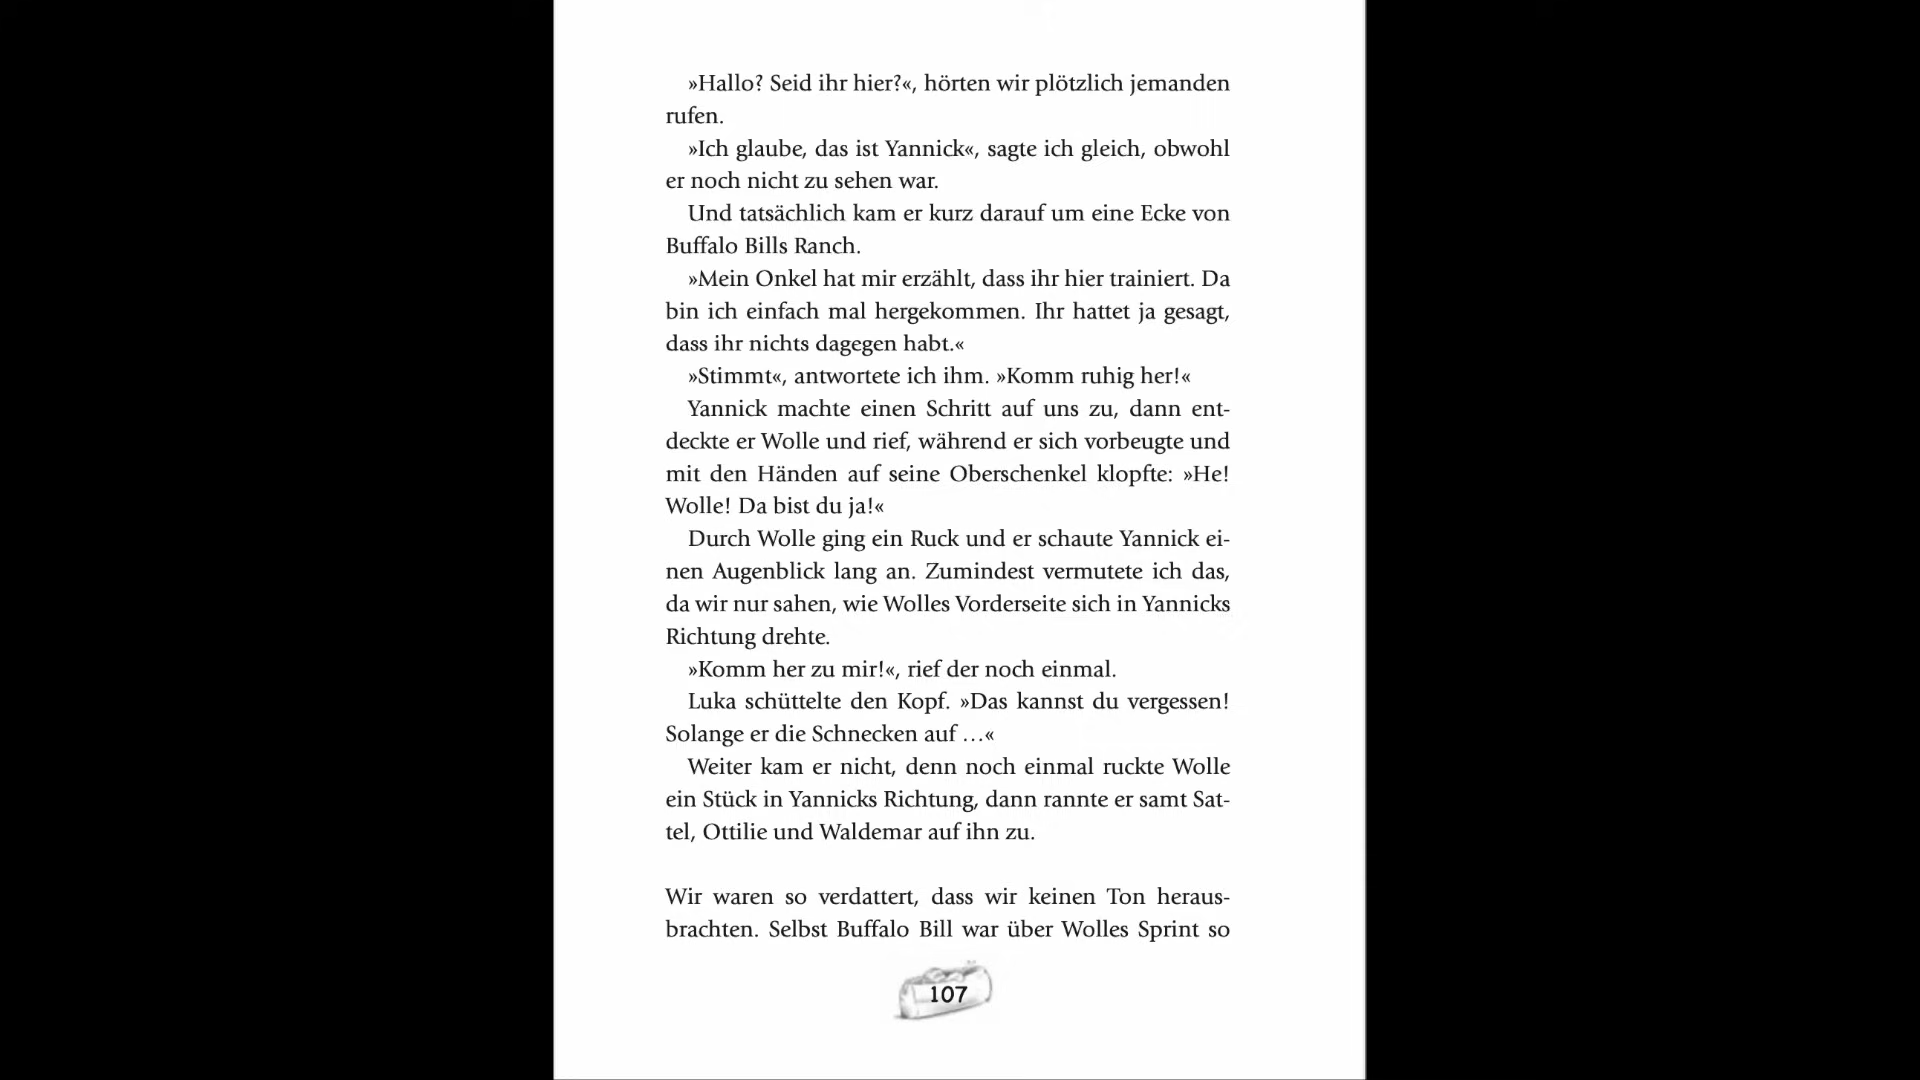 »Hallo? Seid ihr hier?«, hörten wir plötzlich jemanden
rufen.
»Ich glaube, das ist Yannick«, sagte ich gleich, obwohl
er noch nicht zu sehen war.
Und tatsächlich kam er kurz darauf um eine Ecke von
Buffalo Bills Ranch.
»Mein Onkel hat mir erzählt, dass ihr hier trainiert. Da
bin ich einfach mal hergekommen. Ihr hattet ja gesagt,
dass ihr nichts dagegen habt.«
»Stimmt«, antwortete ich ihm. »Komm ruhig her!«
Yannick machte einen Schritt auf uns zu, dann ent-
deckte er Wolle und rief, während er sich vorbeugte und
mit den Händen auf seine Oberschenkel klopfte: »He!
Wolle! Da bist du ja!«
Durch Wolle ging ein Ruck und er schaute Yannick ei-
nen Augenblick lang an. Zumindest vermutete ich das,
da wir nur sahen, wie Wolles Vorderseite sich in Yannicks
Richtung drehte.
»Komm her zu mir!«, rief der noch einmal.
Luka schüttelte den Kopf. »Das kannst du vergessen!
Solange er die Schnecken auf …«
Weiter kam er nicht, denn noch einmal ruckte Wolle
ein Stück in Yannicks Richtung, dann rannte er samt Sat-
tel, Ottilie und Waldemar auf ihn zu.
Wir waren so verdattert, dass wir keinen Ton heraus-
brachten. Selbst Buffalo Bill war über Wolles Sprint so
107